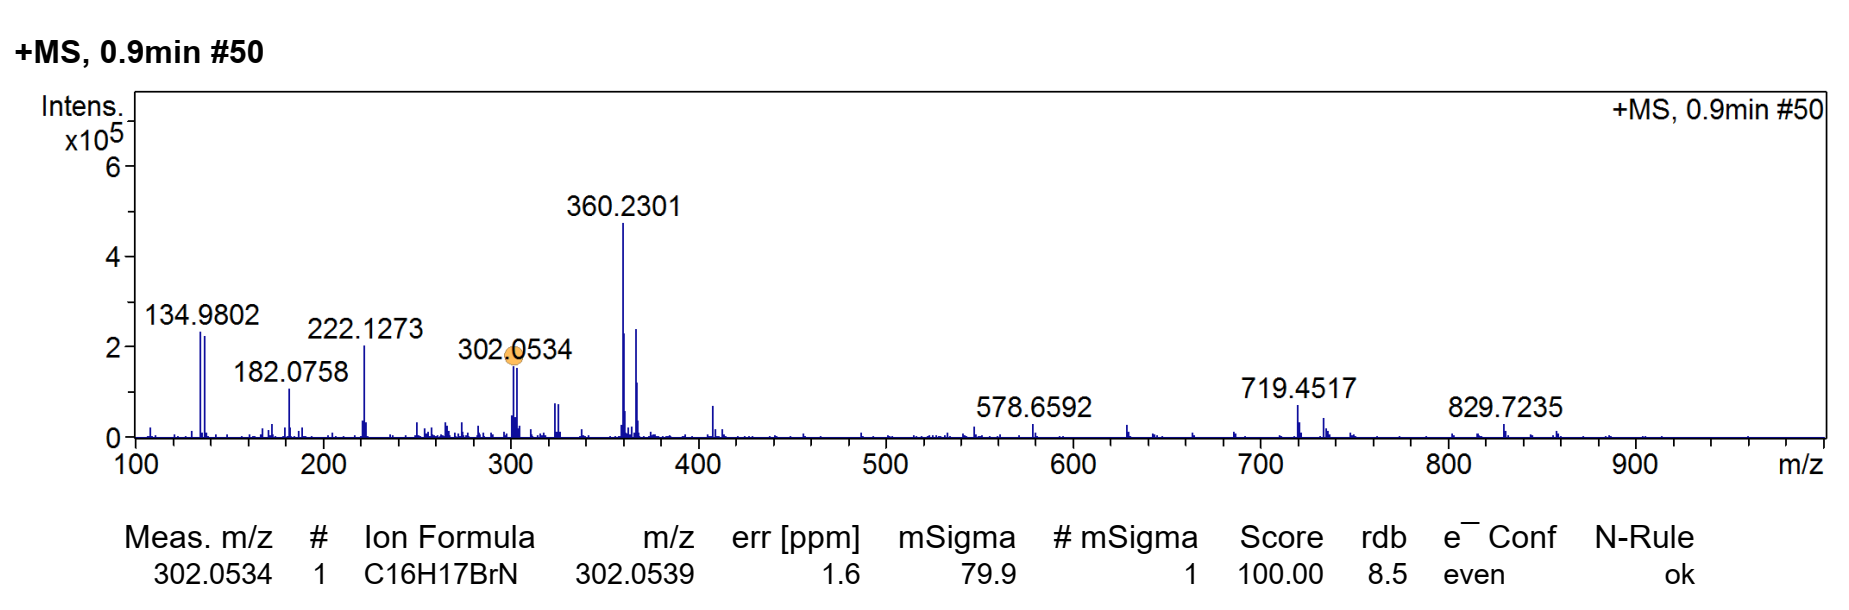 +MS, 0.9min #50
Intens.
x10⁵
+MS, 0.9min #50
6
360.2301
4
134.9802
222.1273
302.0534
2
182.0758
719.4517
578.6592
829.7235
0
100 200 300 400 500 600 700 800 900 m/z
Meas. m/z # Ion Formula m/z err [ppm] mSigma # mSigma Score rdb e¯ Conf N-Rule
302.0534 1 C16H17BrN 302.0539 1.6 79.9 1 100.00 8.5 even ok